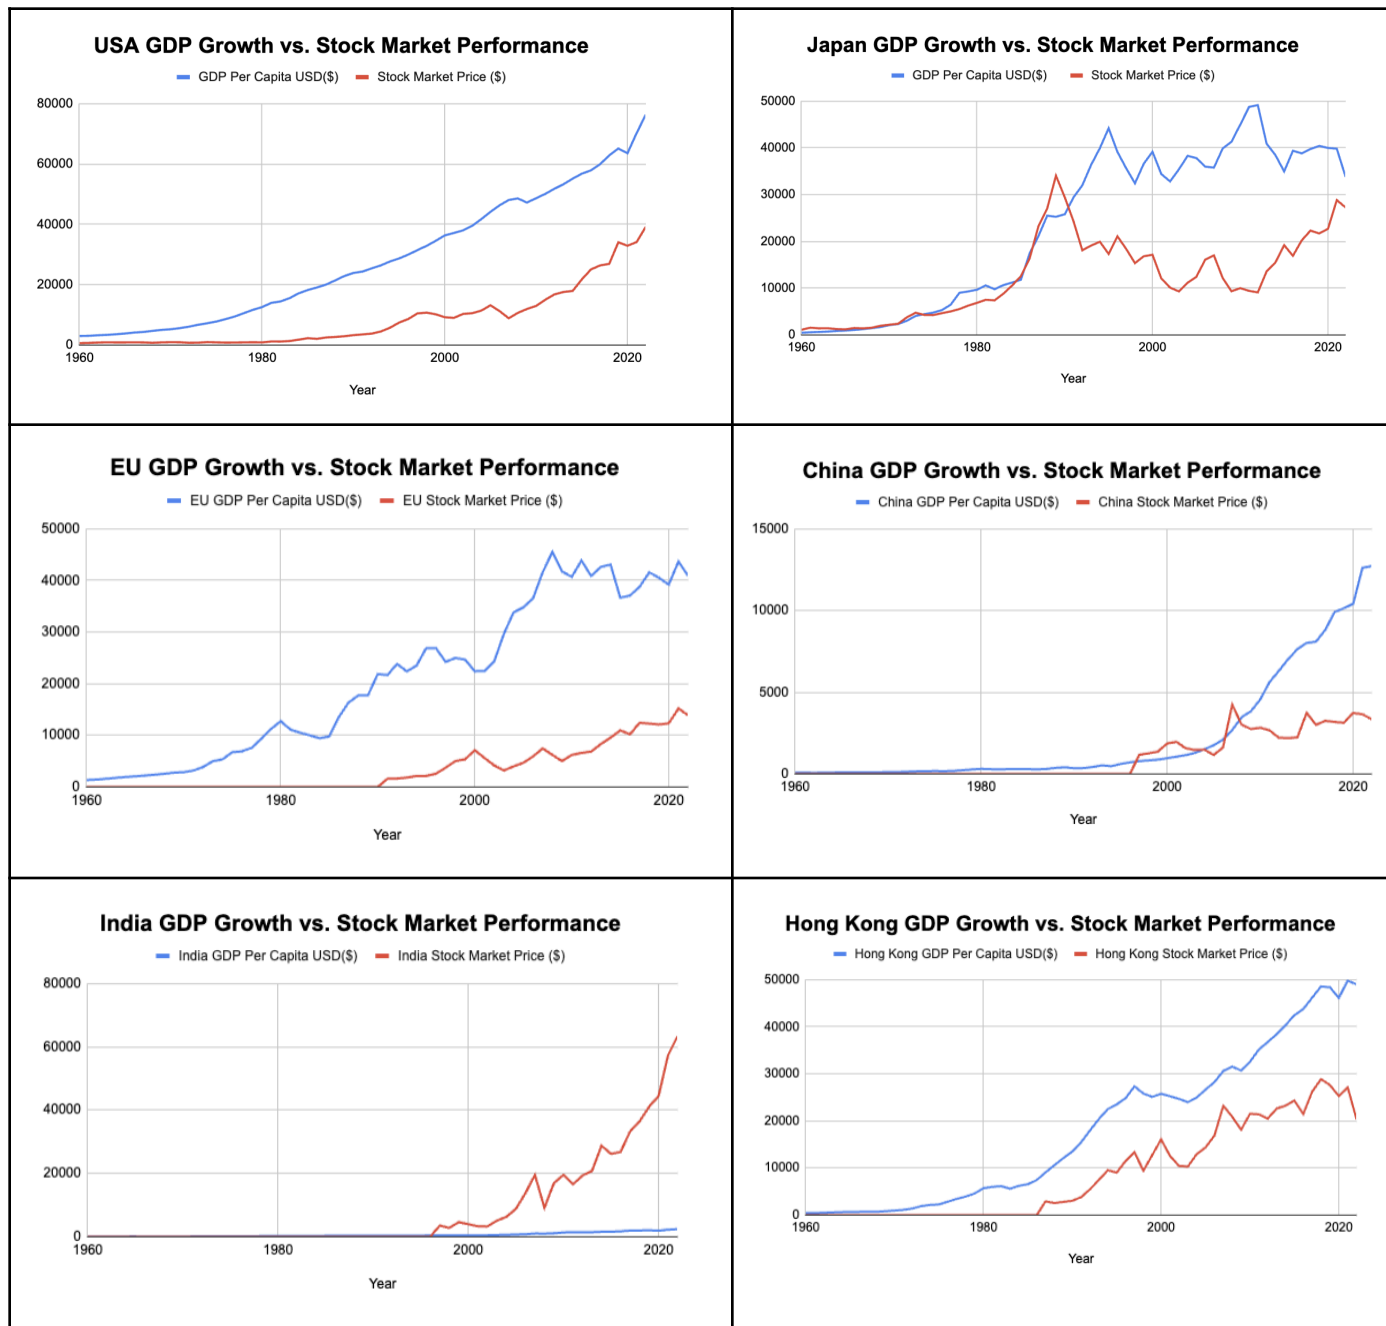 USA GDP Growth vs. Stock Market Performance
GDP Per Capita USD($) Stock Market Price ($)
80000
60000
40000
20000
0
1960 1980 2000 2020
Year
Japan GDP Growth vs. Stock Market Performance
GDP Per Capita USD($) Stock Market Price ($)
50000
40000
30000
20000
10000
0
1960 1980 2000 2020
Year
EU GDP Growth vs. Stock Market Performance
EU GDP Per Capita USD($) EU Stock Market Price ($)
50000
40000
30000
20000
10000
0
1960 1980 2000 2020
Year
China GDP Growth vs. Stock Market Performance
China GDP Per Capita USD($) China Stock Market Price ($)
15000
10000
5000
0
1960 1980 2000 2020
Year
India GDP Growth vs. Stock Market Performance
India GDP Per Capita USD($) India Stock Market Price ($)
80000
60000
40000
20000
0
1960 1980 2000 2020
Year
Hong Kong GDP Growth vs. Stock Market Performance
Hong Kong GDP Per Capita USD($) Hong Kong Stock Market Price ($)
50000
40000
30000
20000
10000
0
1960 1980 2000 2020
Year